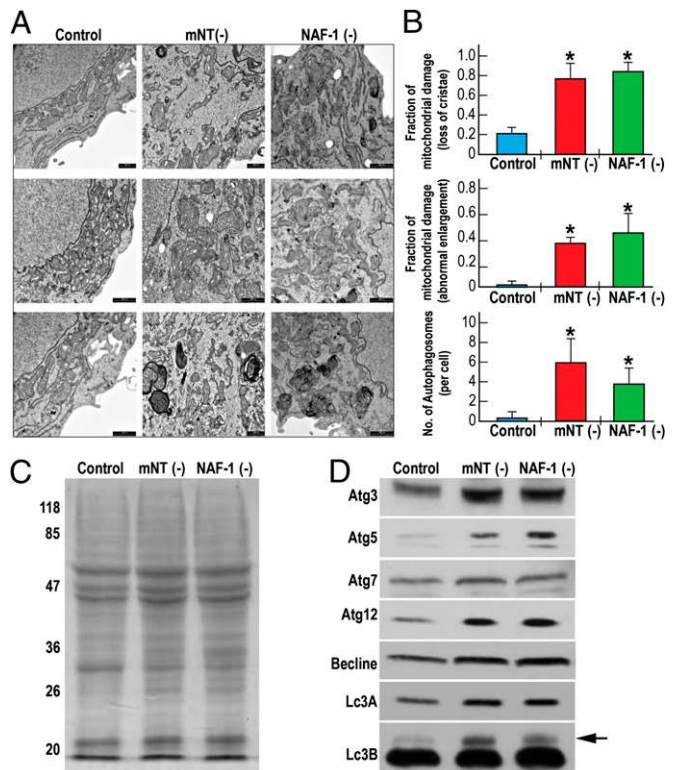 A
Control mNT(-) NAF-1 (-)
B
Fraction of
mitochondrial damage
(loss of cristae)
1.0
0.8
0.6
0.4
0.2
0
* *
Control mNT (-) NAF-1 (-)
Fraction of
mitochondrial damage
(abnormal enlargement)
0.6
0.4
0.2
0
* *
Control mNT (-) NAF-1 (-)
No. of Autophagosomes
(per cell)
10
8
6
4
2
0
* *
Control mNT (-) NAF-1 (-)
C
Control mNT (-) NAF-1 (-)
118
85
47
36
26
20
D
Control mNT (-) NAF-1 (-)
Atg3
Atg5
Atg7
Atg12
Becline
Lc3A
Lc3B